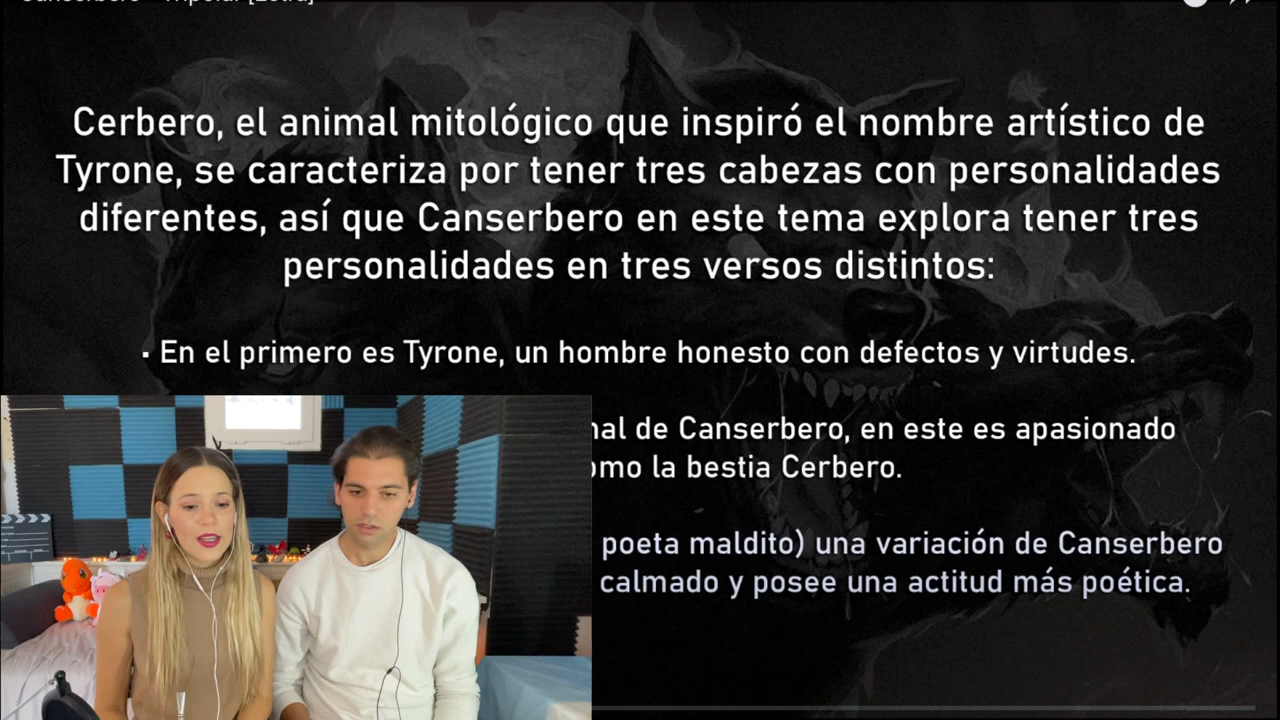 Cerbero, el animal mitológico que inspiró el nombre artístico de
Tyrone, se caracteriza por tener tres cabezas con personalidades
diferentes, así que Canserbero en este tema explora tener tres
personalidades en tres versos distintos:
▪ En el primero es Tyrone, un hombre honesto con defectos y virtudes.
de Canserbero, en este es apasionado
la bestia Cerbero.
poeta maldito) una variación de Canserbero
calmado y posee una actitud más poética.